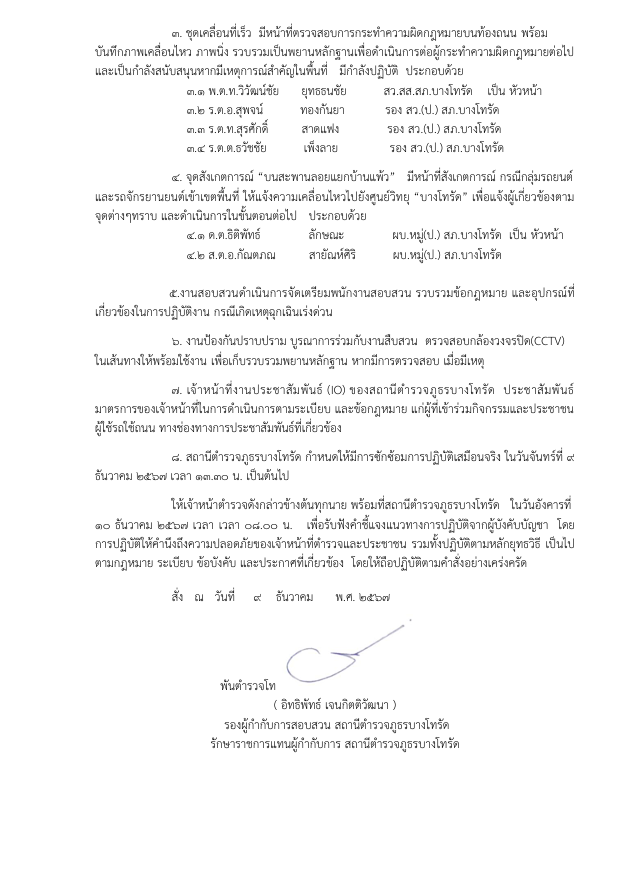 ๓. ชุดเคลื่อนที่เร็ว มีหน้าที่ตรวจสอบการกระทำความผิดกฎหมายบนท้องถนน พร้อม
บันทึกภาพเคลื่อนไหว ภาพนิ่ง รวบรวมเป็นพยานหลักฐานเพื่อดำเนินการต่อผู้กระทำความผิดกฎหมายต่อไป
และเป็นกำลังสนับสนุนหากมีเหตุการณ์สำคัญในพื้นที่ มีกำลังปฏิบัติ ประกอบด้วย
๓.๑ พ.ต.ท.วิวัฒน์ชัย ยุทธธนชัย สว.สส.สภ.บางโทรัด เป็น หัวหน้า
๓.๒ ร.ต.อ.สุพจน์ ทองกันยา รอง สว.(ป.) สภ.บางโทรัด
๓.๓ ร.ต.ท.สุรศักดิ์ สาดแฟง รอง สว.(ป.) สภ.บางโทรัด
๓.๔ ร.ต.ต.ธวัชชัย เพ็งลาย รอง สว.(ป.) สภ.บางโทรัด
๔. จุดสังเกตการณ์ “บนสะพานลอยแยกบ้านแพ้ว” มีหน้าที่สังเกตการณ์ กรณีกลุ่มรถยนต์
และรถจักรยานยนต์เข้าเขตพื้นที่ ให้แจ้งความเคลื่อนไหวไปยังศูนย์วิทยุ “บางโทรัด” เพื่อแจ้งผู้เกี่ยวข้องตาม
จุดต่างๆทราบ และดำเนินการในขั้นตอนต่อไป ประกอบด้วย
๔.๑ ด.ต.ธิติพัทธ์ ลักษณะ ผบ.หมู่(ป.) สภ.บางโทรัด เป็น หัวหน้า
๔.๒ ส.ต.อ.กัณตภณ สายัณห์ศิริ ผบ.หมู่(ป.) สภ.บางโทรัด
๕.งานสอบสวนดำเนินการจัดเตรียมพนักงานสอบสวน รวบรวมข้อกฎหมาย และอุปกรณ์ที่
เกี่ยวข้องในการปฏิบัติงาน กรณีเกิดเหตุฉุกเฉินเร่งด่วน
๖. งานป้องกันปราบปราม บูรณาการร่วมกับงานสืบสวน ตรวจสอบกล้องวงจรปิด(CCTV)
ในเส้นทางให้พร้อมใช้งาน เพื่อเก็บรวบรวมพยานหลักฐาน หากมีการตรวจสอบ เมื่อมีเหตุ
๗. เจ้าหน้าที่งานประชาสัมพันธ์ (IO) ของสถานีตำรวจภูธรบางโทรัด ประชาสัมพันธ์
มาตรการของเจ้าหน้าที่ในการดำเนินการตามระเบียบ และข้อกฎหมาย แก่ผู้ที่เข้าร่วมกิจกรรมและประชาชน
ผู้ใช้รถใช้ถนน ทางช่องทางการประชาสัมพันธ์ที่เกี่ยวข้อง
๘. สถานีตำรวจภูธรบางโทรัด กำหนดให้มีการซักซ้อมการปฏิบัติเสมือนจริง ในวันจันทร์ที่ ๙
ธันวาคม ๒๕๖๗ เวลา ๑๓.๓๐ น. เป็นต้นไป
ให้เจ้าหน้าตำรวจดังกล่าวข้างต้นทุกนาย พร้อมที่สถานีตำรวจภูธรบางโทรัด ในวันอังคารที่
๑๐ ธันวาคม ๒๕๖๗ เวลา เวลา ๐๘.๐๐ น. เพื่อรับฟังคำชี้แจงแนวทางการปฏิบัติจากผู้บังคับบัญชา โดย
การปฏิบัติให้คำนึงถึงความปลอดภัยของเจ้าหน้าที่ตำรวจและประชาชน รวมทั้งปฏิบัติตามหลักยุทธวิธี เป็นไป
ตามกฎหมาย ระเบียบ ข้อบังคับ และประกาศที่เกี่ยวข้อง โดยให้ถือปฏิบัติตามคำสั่งอย่างเคร่งครัด
สั่ง ณ วันที่ ๙ ธันวาคม พ.ศ. ๒๕๖๗
พันตำรวจโท
( อิทธิพัทธ์ เจนกิตติวัฒนา )
รองผู้กำกับการสอบสวน สถานีตำรวจภูธรบางโทรัด
รักษาราชการแทนผู้กำกับการ สถานีตำรวจภูธรบางโทรัด